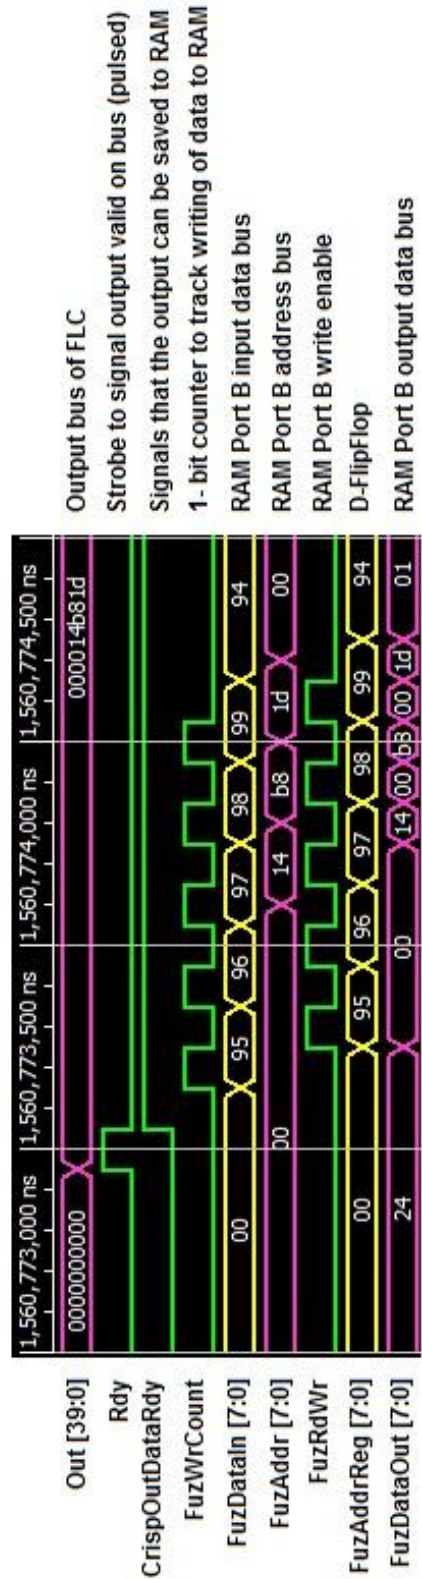 1,560,773,000 ns 1,560,773,500 ns 1,560,774,000 ns 1,560,774,500 ns
Out [39:0] 0000000000 000014b81d Output bus of FLC
Rdy Strobe to signal output valid on bus (pulsed)
CrispOutDataRdy Signals that the output can be saved to RAM
FuzWrCount 1- bit counter to track writing of data to RAM
FuzDataIn [7:0] 00 95 96 97 98 99 94 RAM Port B input data bus
FuzAddr [7:0] 00 14 b8 1d 00 RAM Port B address bus
FuzRdWr RAM Port B write enable
FuzAddrReg [7:0] 00 95 96 97 98 99 94 D-FlipFlop
FuzDataOut [7:0] 24 00 14 00 b8 00 1d 01 RAM Port B output data bus